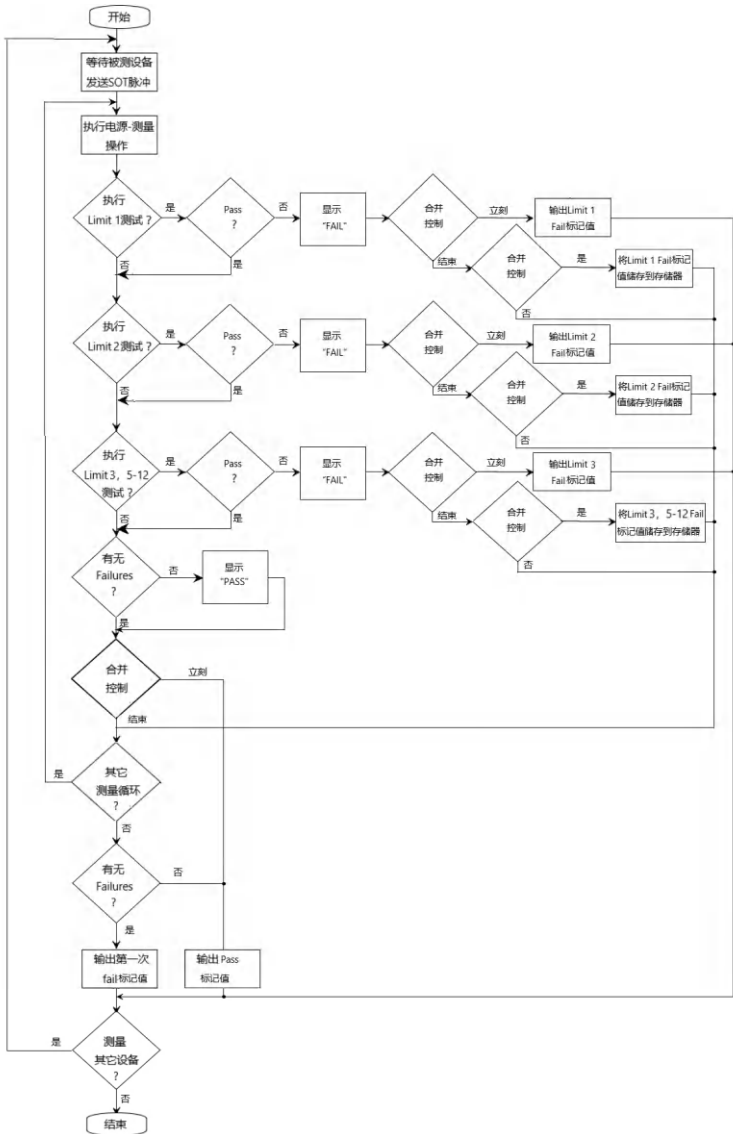 开始
等待被测设备
发送SOT脉冲
执行电源-测量
操作
执行
Limit 1测试？
是
Pass
？
否
显示
"FAIL"
合并
控制
立刻
输出Limit 1
Fail 标记值
结束
合并
控制
是
将Limit 1 Fail标记
值储存到存储器
否
否
是
执行
Limit 2测试？
是
Pass
？
否
显示
"FAIL"
合并
控制
立刻
输出Limit 2
Fail 标记值
结束
合并
控制
是
将Limit 2 Fail标记
值储存到存储器
否
否
是
执行
Limit 3，5-12
测试？
是
Pass
？
否
显示
"FAIL"
合并
控制
立刻
输出Limit 3
Fail 标记值
结束
合并
控制
是
将Limit 3，5-12 Fail
标记值储存到存储器
否
否
是
有无
Failures
？
否
显示
"PASS"
是
合并
控制
立刻
结束
其它
测量循环
？
是
否
有无
Failures
？
否
是
输出第一次
fail 标记值
输出 Pass
标记值
测量
其它设备
？
是
否
结束